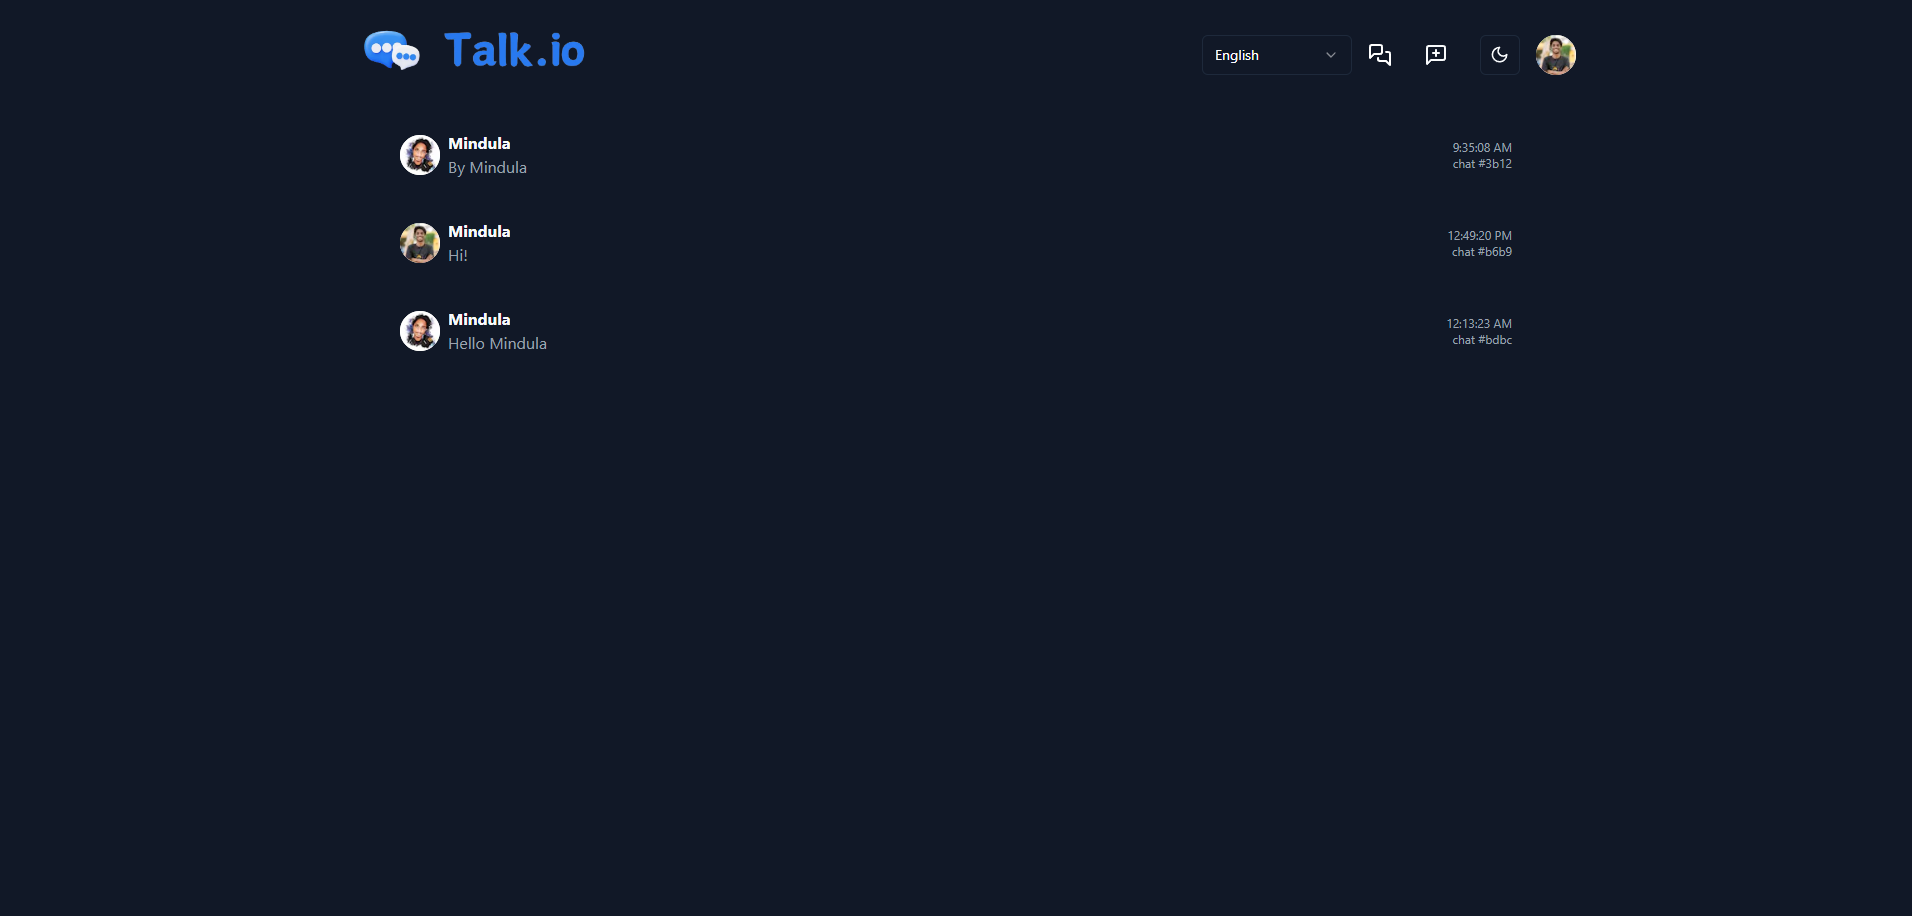 Talk.io
English
Mindula
By Mindula
9:35:08 AM
chat #3b12
Mindula
Hi!
12:49:20 PM
chat #b6b9
Mindula
Hello Mindula
12:13:23 AM
chat #bdbc